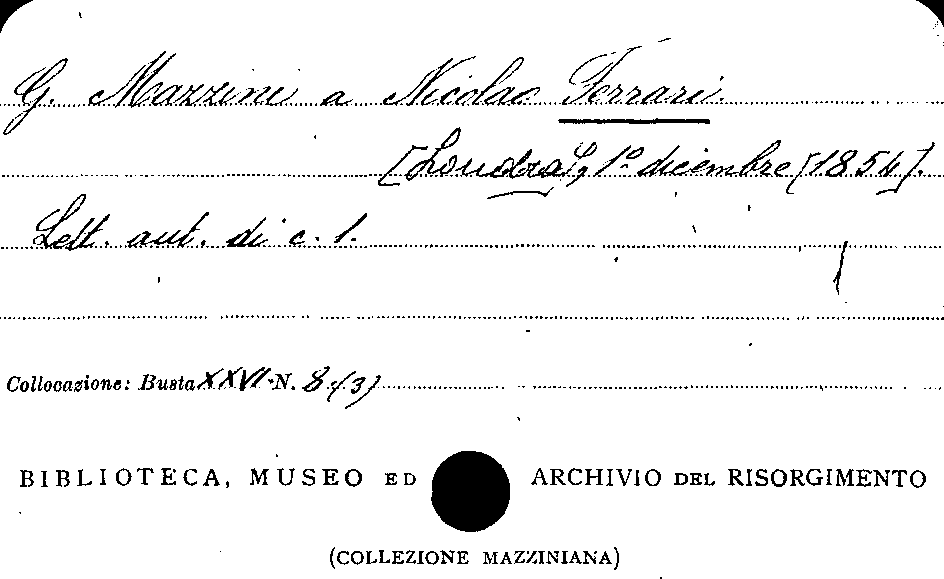 G. Mazzini a Nicolao Ferrari.
[Londra], 1º dicembre [1854].
Lett. aut. di c. 1.
Collocazione: Busta XXVI. N. 8.(3)
BIBLIOTECA, MUSEO ED ARCHIVIO DEL RISORGIMENTO
(COLLEZIONE MAZZINIANA)